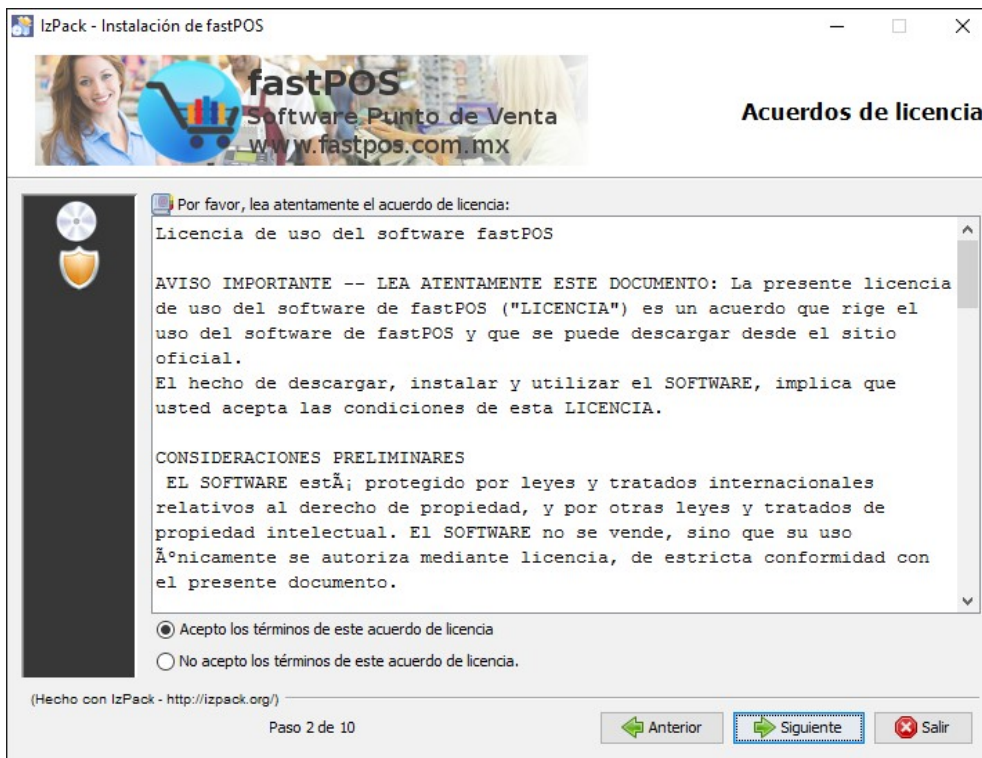 IzPack - Instalación de fastPOS
fastPOS
Software Punto de Venta
www.fastpos.com.mx
Acuerdos de licencia
Por favor, lea atentamente el acuerdo de licencia:
Licencia de uso del software fastPOS
AVISO IMPORTANTE -- LEA ATENTAMENTE ESTE DOCUMENTO: La presente licencia
de uso del software de fastPOS ("LICENCIA") es un acuerdo que rige el
uso del software de fastPOS y que se puede descargar desde el sitio
oficial.
El hecho de descargar, instalar y utilizar el SOFTWARE, implica que
usted acepta las condiciones de esta LICENCIA.
CONSIDERACIONES PRELIMINARES
EL SOFTWARE estÃ¡ protegido por leyes y tratados internacionales
relativos al derecho de propiedad, y por otras leyes y tratados de
propiedad intelectual. El SOFTWARE no se vende, sino que su uso
Ãºnicamente se autoriza mediante licencia, de estricta conformidad con
el presente documento.
Acepto los términos de este acuerdo de licencia
No acepto los términos de este acuerdo de licencia.
(Hecho con IzPack - http://izpack.org/)
Paso 2 de 10
Anterior
Siguiente
Salir